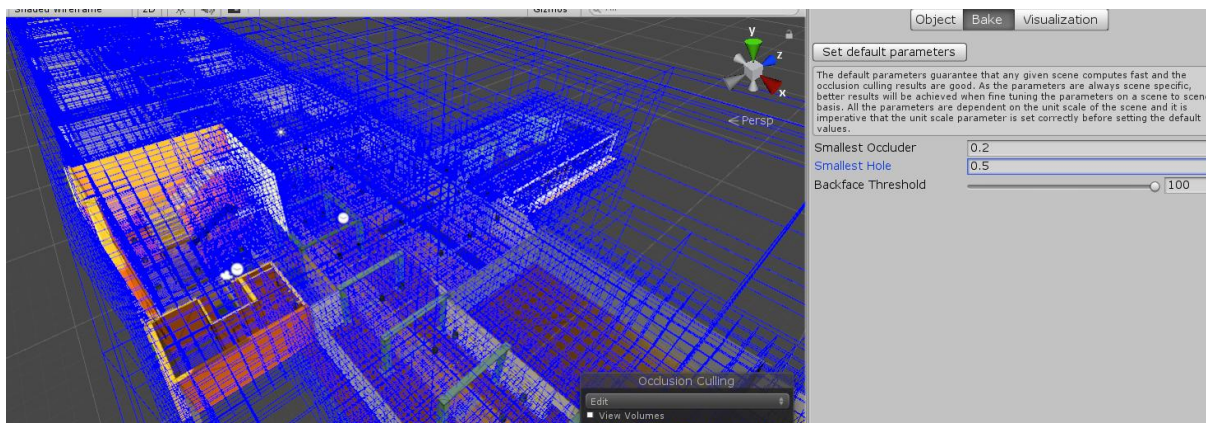 Shaded Wireframe 2D Gizmos All
y
z
x
Persp
Occlusion Culling
Edit
View Volumes
Object Bake Visualization
Set default parameters
The default parameters guarantee that any given scene computes fast and the
occlusion culling results are good. As the parameters are always scene specific,
better results will be achieved when fine tuning the parameters on a scene to scene
basis. All the parameters are dependent on the unit scale of the scene and it is
imperative that the unit scale parameter is set correctly before setting the default
values.
Smallest Occluder 0.2
Smallest Hole 0.5
Backface Threshold 100